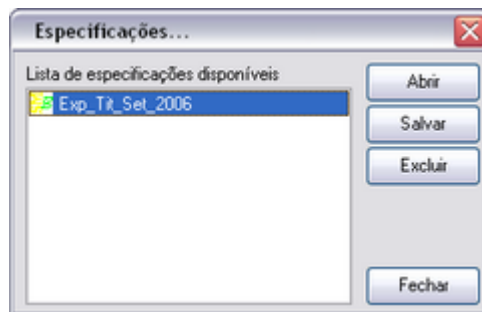 Especificações...
Lista de especificações disponíveis
Exp_Tit_Set_2006
Abrir
Salvar
Excluir
Fechar